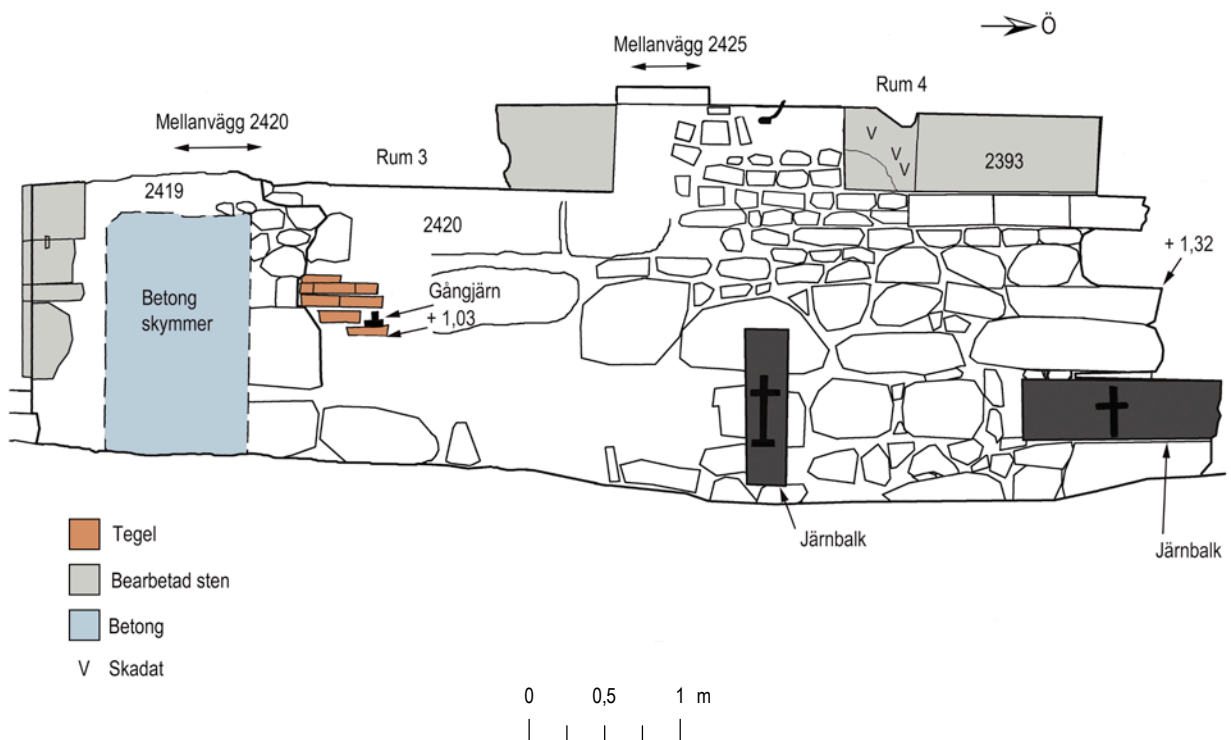 Ö
Mellanvägg 2425
Rum 4
Mellanvägg 2420
Rum 3
V
V
V
2393
2419
2420
+ 1,32
Betong
skymmer
Gångjärn
+ 1,03
Järnbalk
Järnbalk
Tegel
Bearbetad sten
Betong
V Skadat
0 0,5 1 m